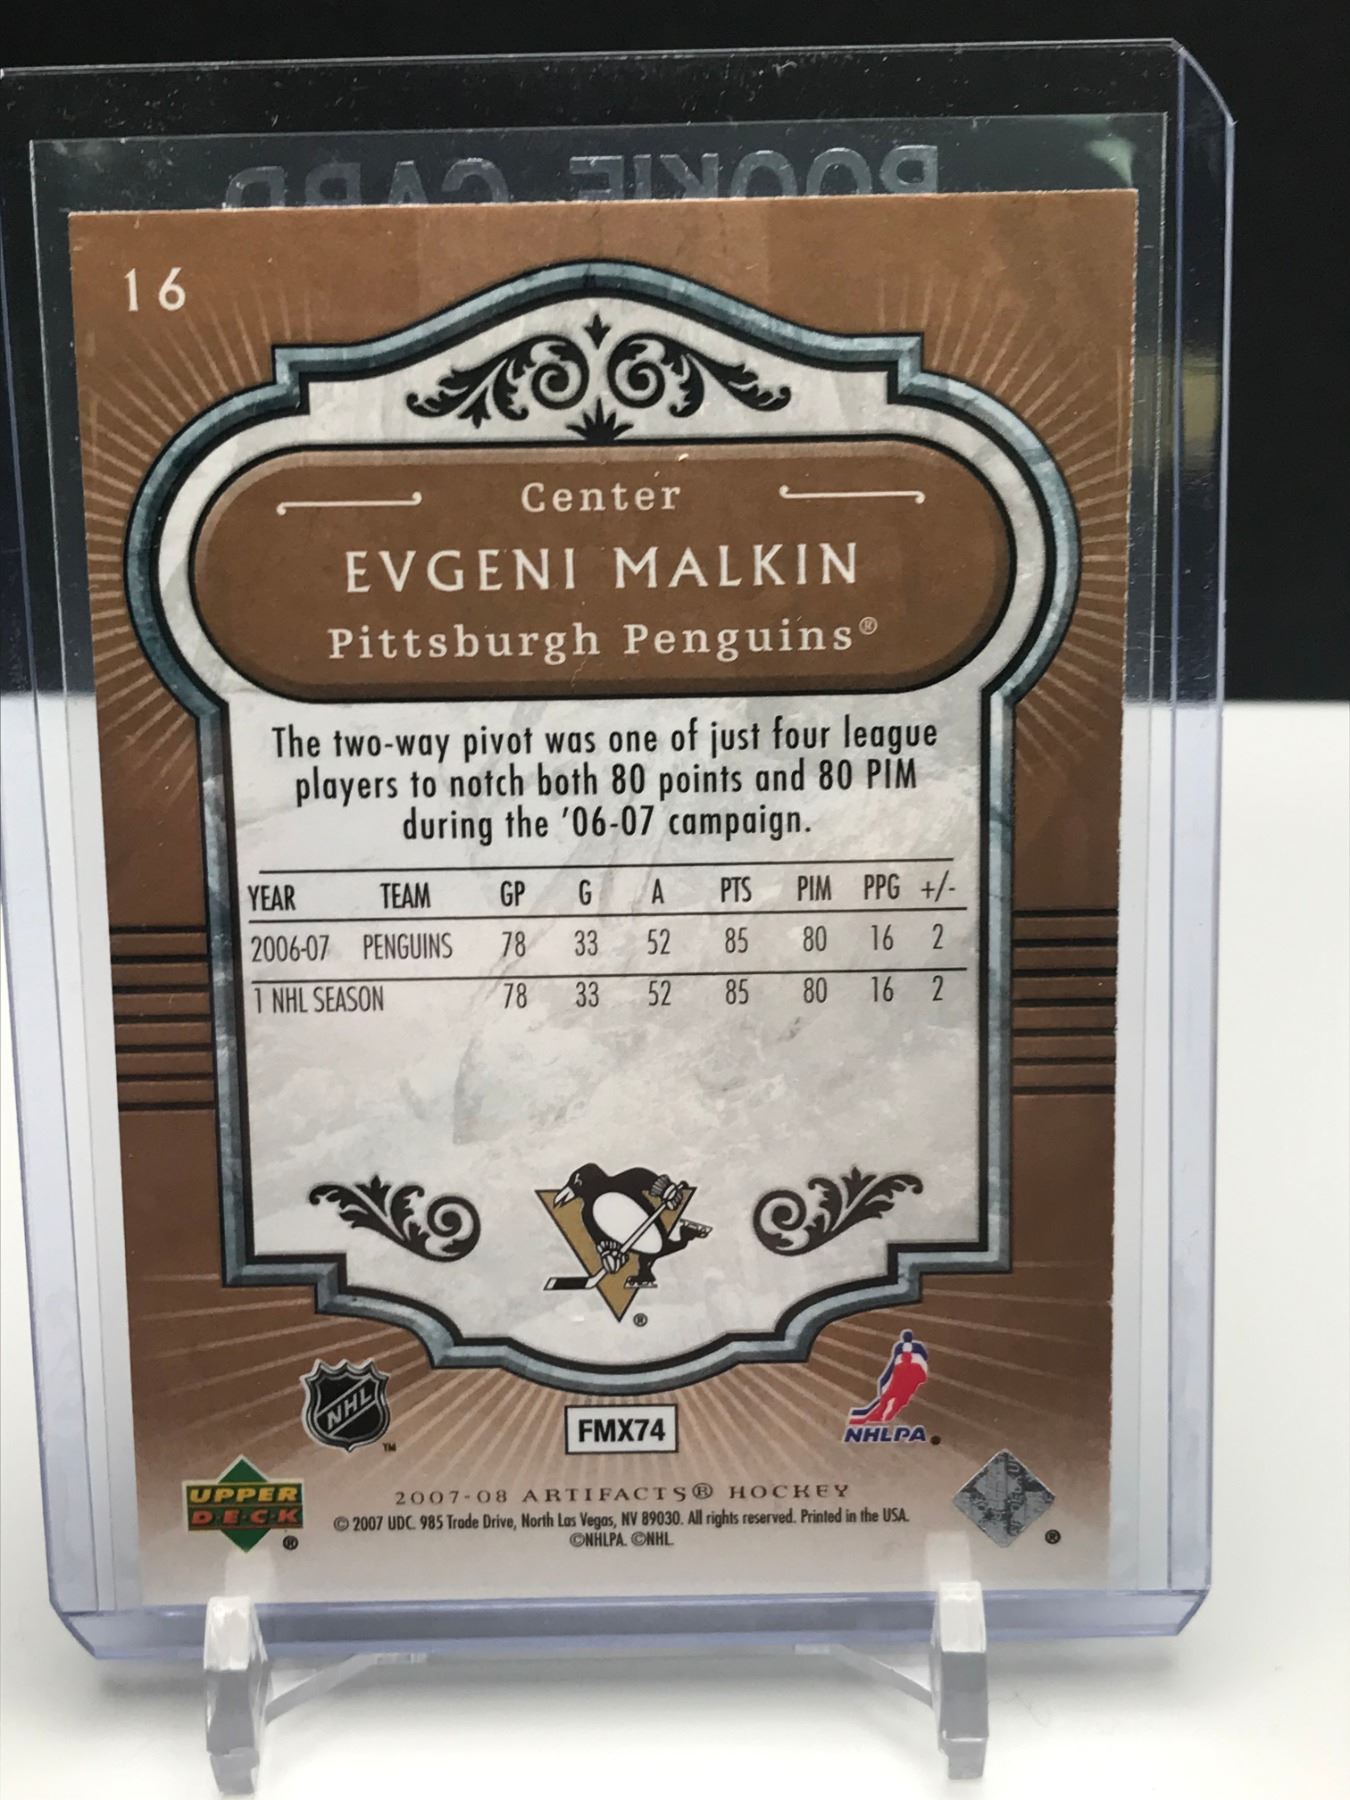 ROOKIE CARD
16
Center
EVGENI MALKIN
Pittsburgh Penguins®
The two-way pivot was one of just four league
players to notch both 80 points and 80 PIM
during the '06-07 campaign.
YEAR TEAM GP G A PTS PIM PPG +/-
2006-07 PENGUINS 78 33 52 85 80 16 2
1 NHL SEASON 78 33 52 85 80 16 2
®
NHL
TM
FMX74
NHLPA®
UPPER
DECK
®
2007-08 ARTIFACTS® HOCKEY
© 2007 UDC. 985 Trade Drive, North Las Vegas, NV 89030. All rights reserved. Printed in the USA.
©NHLPA. ©NHL.
®